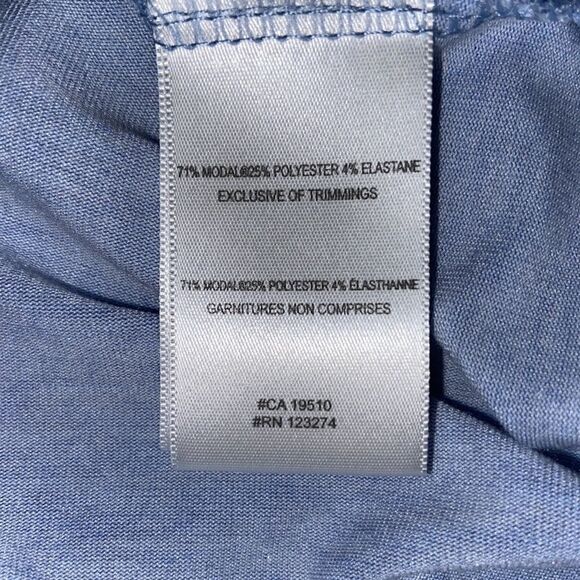 71% MODAL®25% POLYESTER 4% ELASTANE
EXCLUSIVE OF TRIMMINGS
71% MODAL®25% POLYESTER 4% ÉLASTHANNE
GARNITURES NON COMPRISES
#CA 19510
#RN 123274